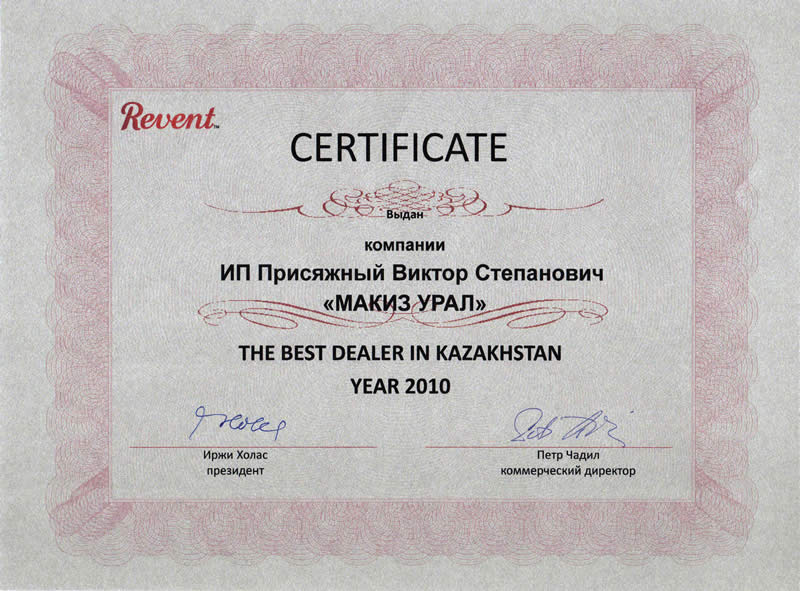 Revent™
CERTIFICATE
Выдан
компании
ИП Присяжный Виктор Степанович
«МАКИЗ УРАЛ»
THE BEST DEALER IN KAZAKHSTAN
YEAR 2010
Иржи Холас
президент
Петр Чадил
коммерческий директор